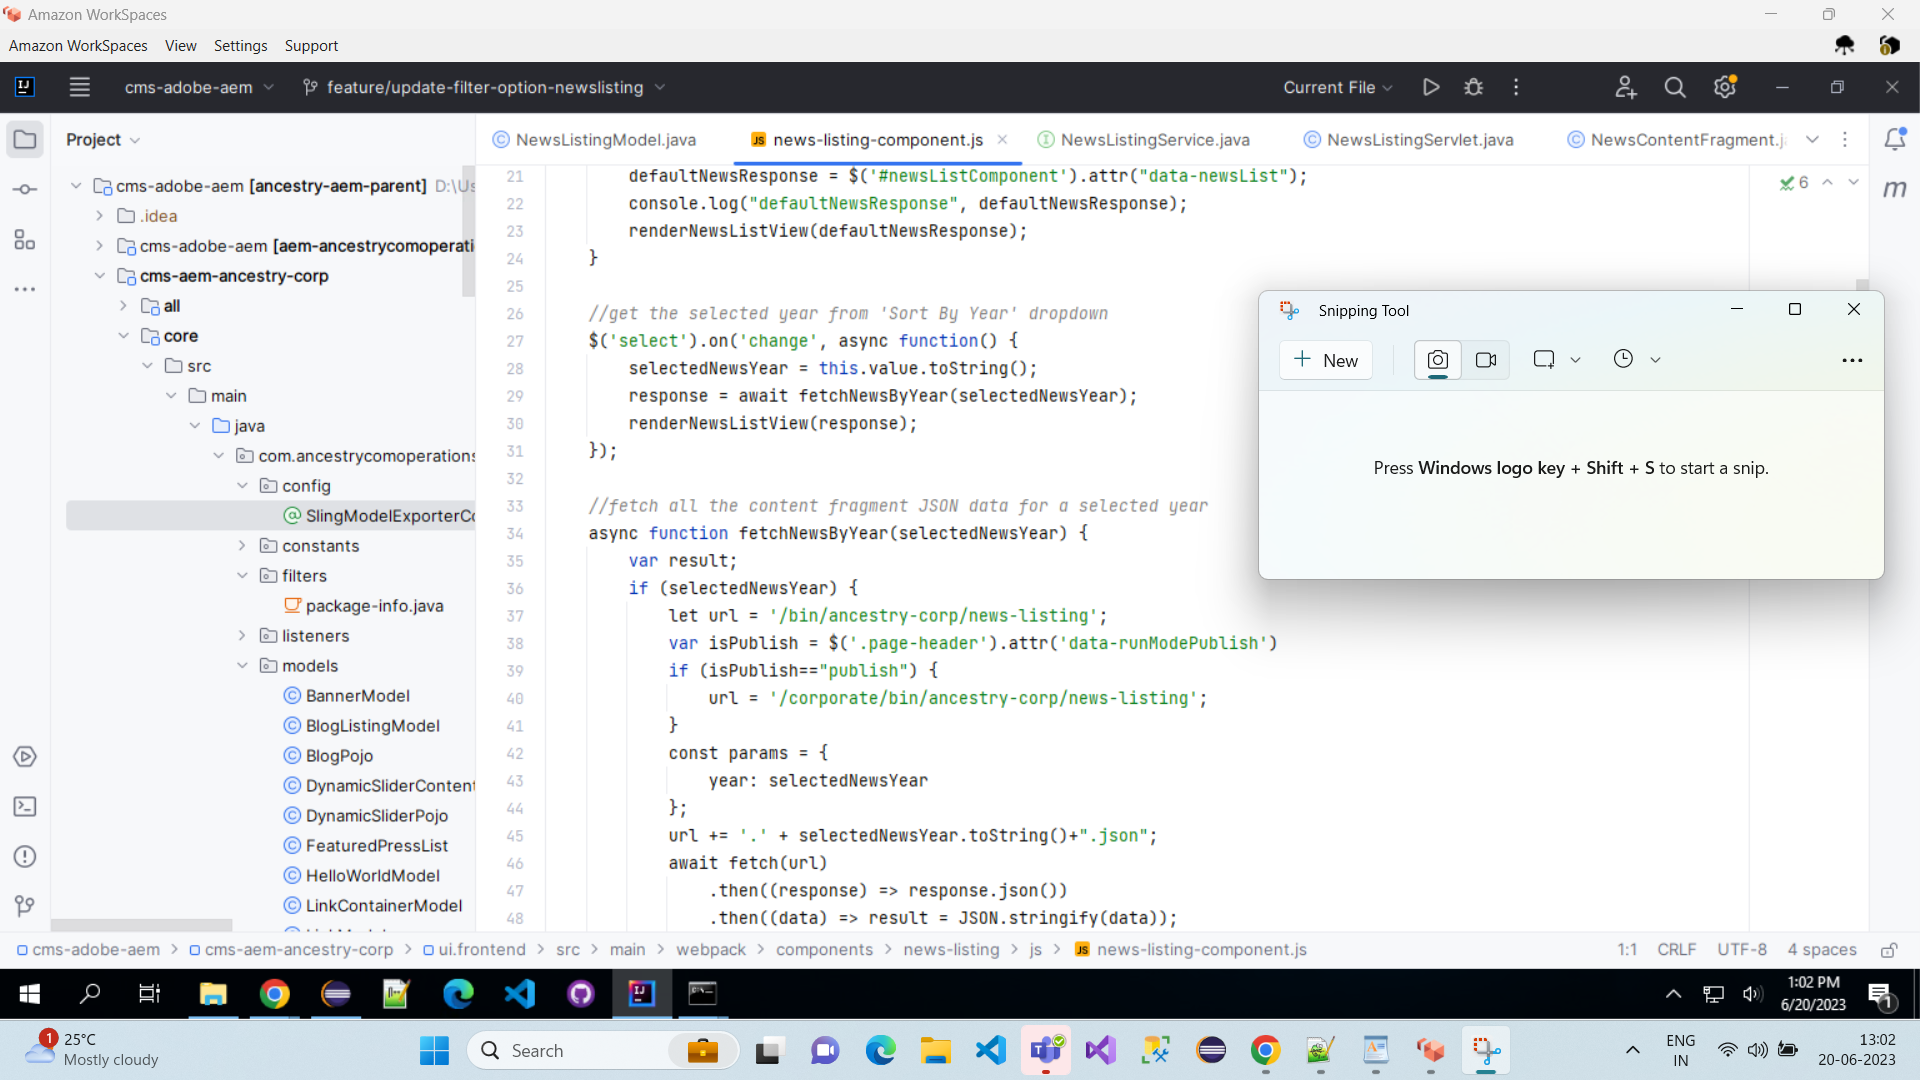 Amazon WorkSpaces
Amazon WorkSpaces View Settings Support
IJ cms-adobe-aem feature/update-filter-option-newslisting Current File
Project
NewsListingModel.java
JS news-listing-component.js
NewsListingService.java
NewsListingServlet.java
NewsContentFragment.j
cms-adobe-aem [ancestry-aem-parent] D:\Us
.idea
cms-adobe-aem [aem-ancestrycomoperati
cms-aem-ancestry-corp
all
core
src
main
java
com.ancestrycomoperations
config
SlingModelExporterCo
constants
filters
package-info.java
listeners
models
BannerModel
BlogListingModel
BlogPojo
DynamicSliderContent
DynamicSliderPojo
FeaturedPressList
HelloWorldModel
LinkContainerModel
21 defaultNewsResponse = $('#newsListComponent').attr("data-newsList");
22 console.log("defaultNewsResponse", defaultNewsResponse);
23 renderNewsListView(defaultNewsResponse);
24 }
25
26 //get the selected year from 'Sort By Year' dropdown
27 $('select').on('change', async function() {
28 selectedNewsYear = this.value.toString();
29 response = await fetchNewsByYear(selectedNewsYear);
30 renderNewsListView(response);
31 });
32
33 //fetch all the content fragment JSON data for a selected year
34 async function fetchNewsByYear(selectedNewsYear) {
35 var result;
36 if (selectedNewsYear) {
37 let url = '/bin/ancestry-corp/news-listing';
38 var isPublish = $('.page-header').attr('data-runModePublish')
39 if (isPublish=="publish") {
40 url = '/corporate/bin/ancestry-corp/news-listing';
41 }
42 const params = {
43 year: selectedNewsYear
44 };
45 url += '.' + selectedNewsYear.toString()+".json";
46 await fetch(url)
47 .then((response) => response.json())
48 .then((data) => result = JSON.stringify(data));
6
m
Snipping Tool
New
Press Windows logo key + Shift + S to start a snip.
cms-adobe-aem > cms-aem-ancestry-corp > ui.frontend > src > main > webpack > components > news-listing > js > JS news-listing-component.js
1:1 CRLF UTF-8 4 spaces
1:02 PM
6/20/2023
1
1
25°C
Mostly cloudy
Search
ENG
IN
13:02
20-06-2023